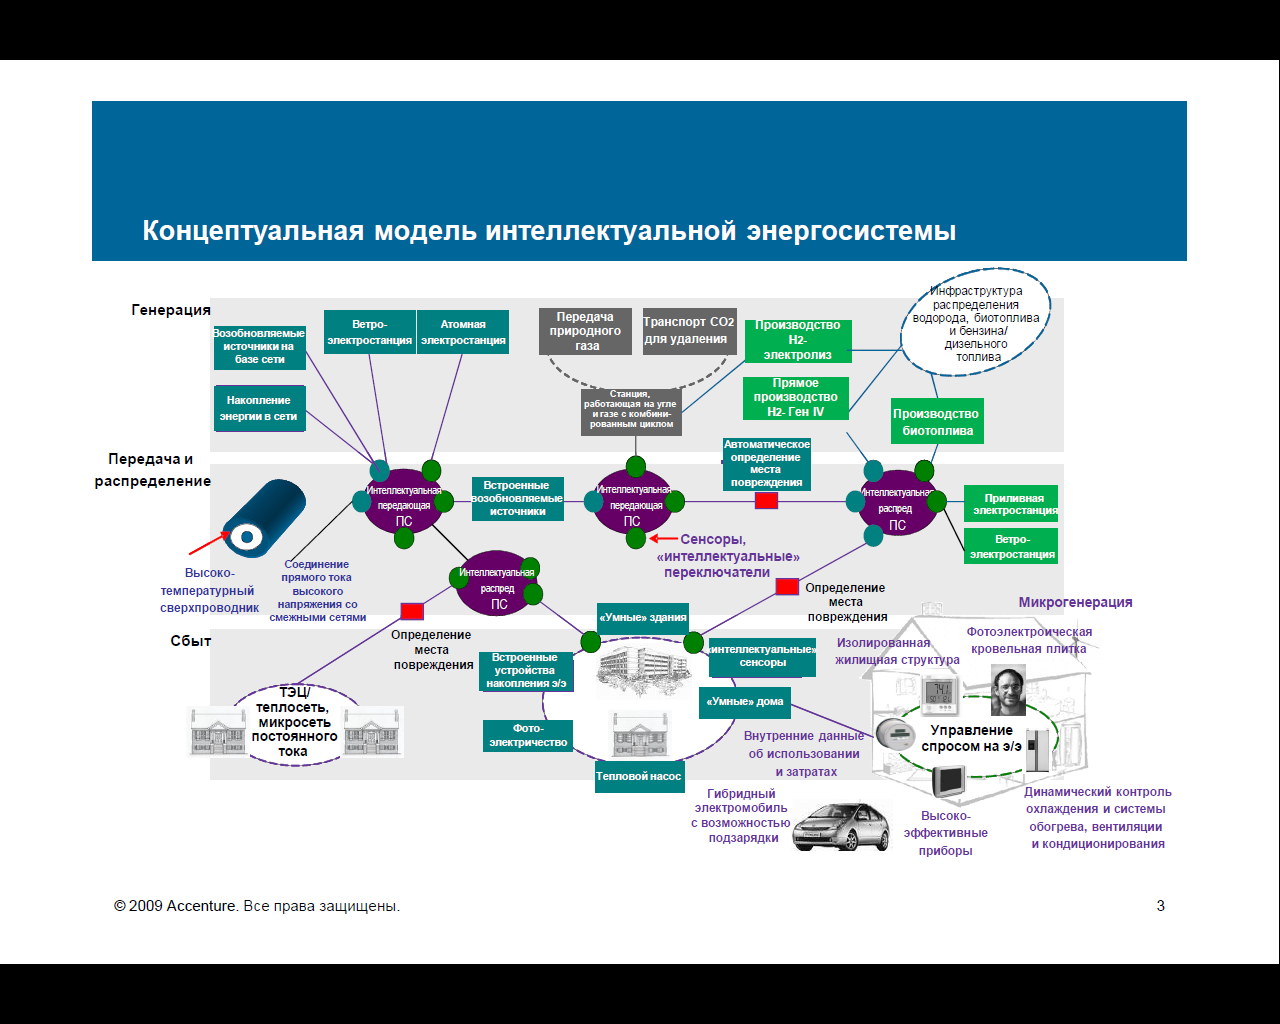 Концептуальная модель интеллектуальной энергосистемы
Генерация
Возобновляемые
источники на
базе сети
Ветро-
электростанция
Атомная
электростанция
Накопление
энергии в сети
Передача
природного
газа
Транспорт CO2
для удаления
Станция,
работающая на угле
и газе с комбини-
рованным циклом
Производство
H2-
электролиз
Прямое
производство
H2- Ген IV
Инфраструктура
распределения
водорода, биотоплива
и бензина/
дизельного
топлива
Производство
биотоплива
Передача и
распределение
Высоко-
температурный
сверхпроводник
Соединение
прямого тока
высокого
напряжения со
смежными сетями
Интеллектуальная
передающая
ПС
Встроенные
возобновляемые
источники
Интеллектуальная
передающая
ПС
Автоматическое
определение
места
повреждения
Интеллектуальная
распред
ПС
Приливная
электростанция
Ветро-
электростанция
Сенсоры,
«интеллектуальные»
переключатели
Интеллектуальная
распред
ПС
Определение
места
повреждения
Определение
места
повреждения
Сбыт
ТЭЦ/
теплосеть,
микросеть
постоянного
тока
«Умные» здания
Встроенные
устройства
накопления э/э
«интеллектуальные»
сенсоры
«Умные» дома
Фото-
электричество
Тепловой насос
Микрогенерация
Изолированная
жилищная структура
Фотоэлектроическая
кровельная плитка
Управление
спросом на э/э
Внутренние данные
об использовании
и затратах
Гибридный
электромобиль
с возможностью
подзарядки
Высоко-
эффективные
приборы
Динамический контроль
охлаждения и системы
обогрева, вентиляции
и кондиционирования
© 2009 Accenture. Все права защищены.
3